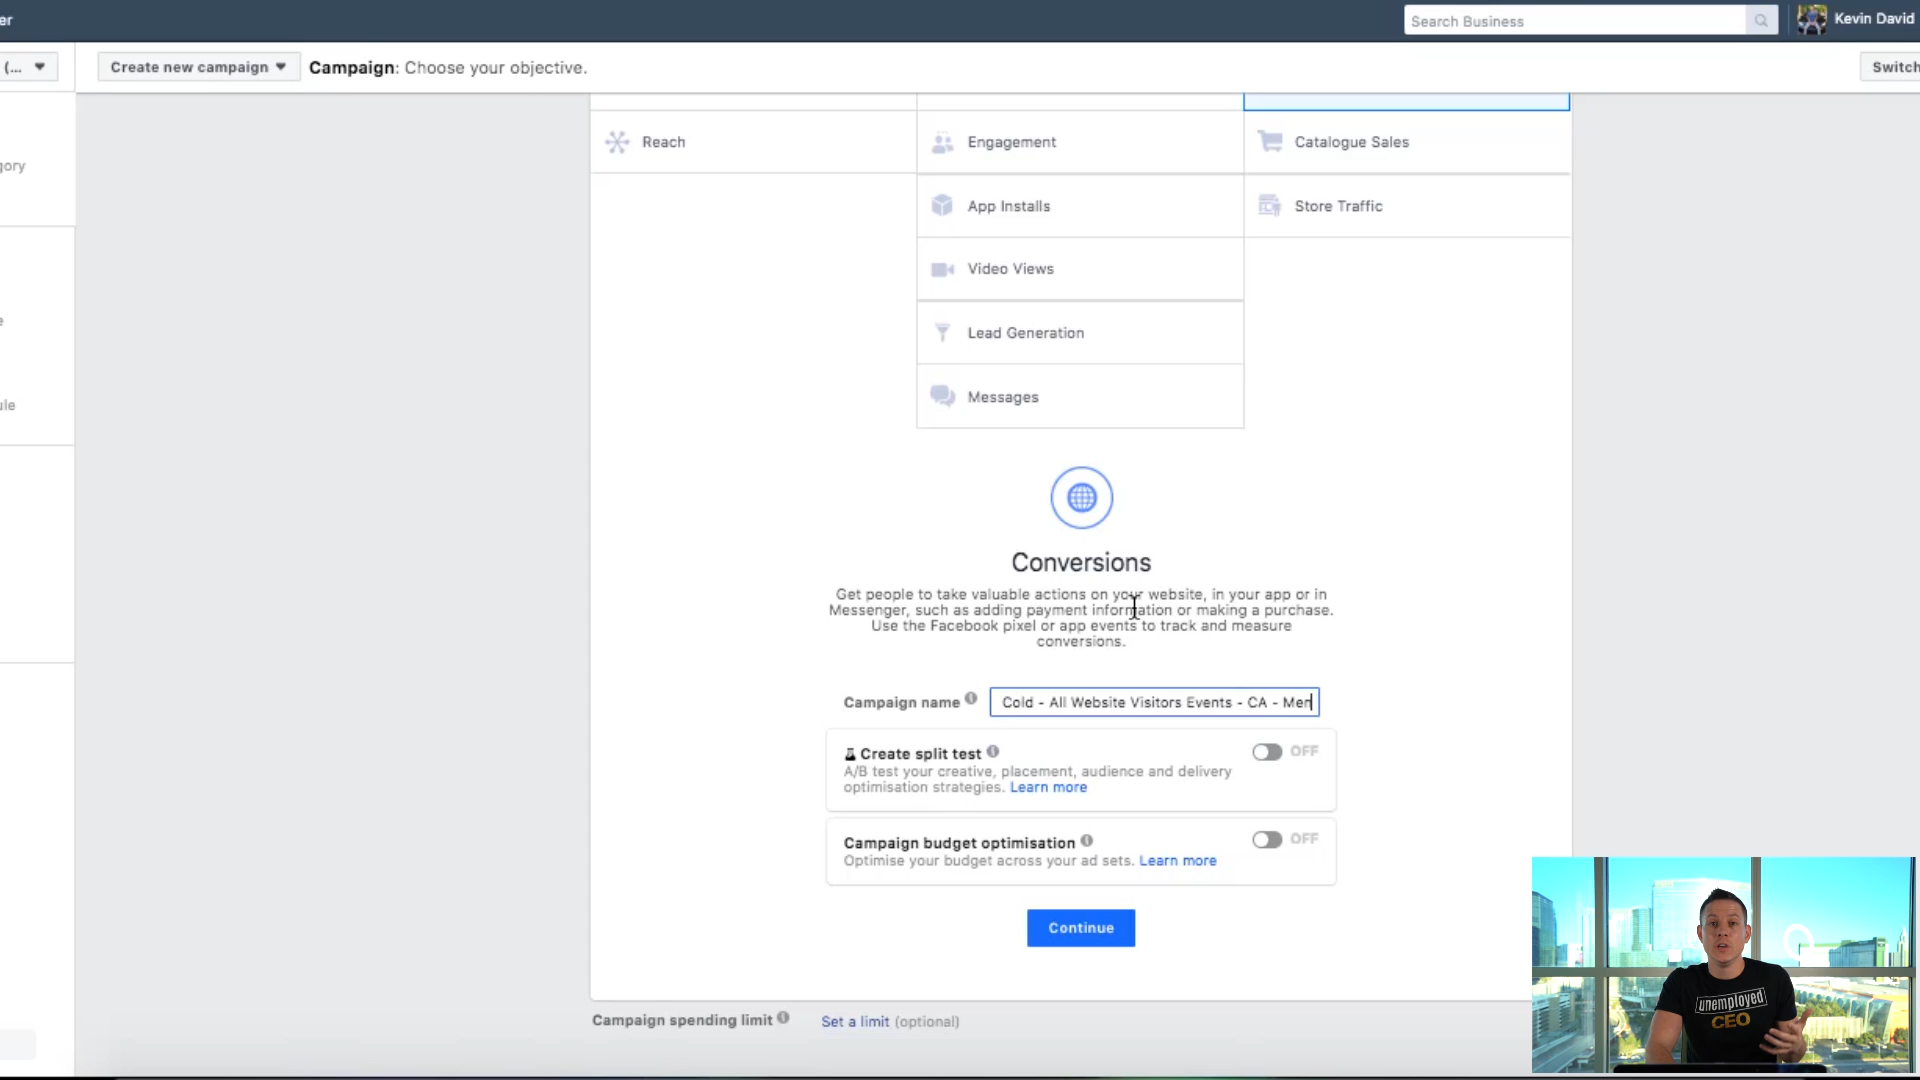 er
Search Business
Kevin David
(...
Create new campaign
Campaign: Choose your objective.
Switch
gory
e
ule
Reach
Engagement
Catalogue Sales
App Installs
Store Traffic
Video Views
Lead Generation
Messages
Conversions
Get people to take valuable actions on your website, in your app or in
Messenger, such as adding payment information or making a purchase.
Use the Facebook pixel or app events to track and measure
conversions.
Campaign name
Cold - All Website Visitors Events - CA - Men
Create split test
OFF
A/B test your creative, placement, audience and delivery
optimisation strategies. Learn more
Campaign budget optimisation
OFF
Optimise your budget across your ad sets. Learn more
Continue
Campaign spending limit
Set a limit (optional)
unemployed
CEO